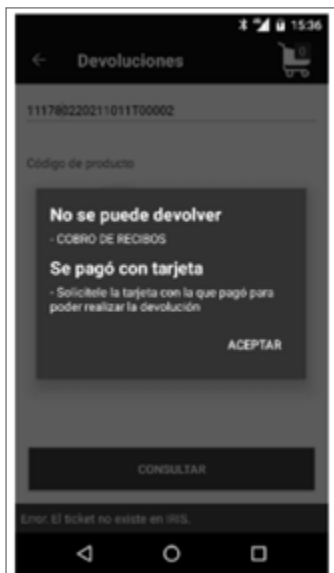 15:36
Devoluciones
0
111780220211011T00002
Código de producto
No se puede devolver
- COBRO DE RECIBOS
Se pagó con tarjeta
- Solicítele la tarjeta con la que pagó para
poder realizar la devolución
ACEPTAR
CONSULTAR
Error. El ticket no existe en IRIS.